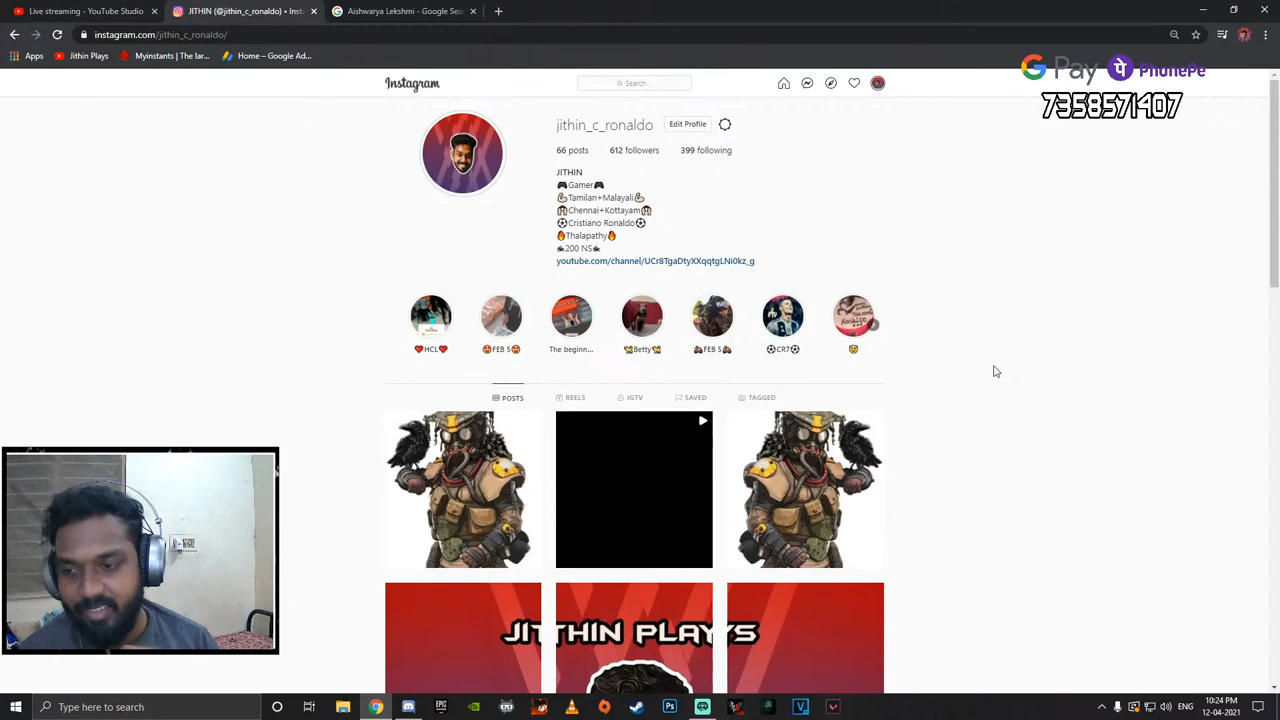 Live streaming - YouTube Studio
JITHIN (@jithin_c_ronaldo) • Inst
Aishwarya Lekshmi - Google Sea
instagram.com/jithin_c_ronaldo/
Apps
Jithin Plays
Myinstants | The lar...
Home – Google Ad...
G Pay
PhonePe
7358571407
Instagram
Search
jithin_c_ronaldo
Edit Profile
66 posts
612 followers
399 following
JITHIN
🎮Gamer🎮
💪Tamilan+Malayali💪
Chennai+Kottayam
⚽Cristiano Ronaldo⚽
🔥Thalapathy🔥
200 NS
youtube.com/channel/UCr8TgaDtyXXqqtgLNi0kz_g
❤HCL❤
FEB 5
The beginn...
Betty
FEB 5
⚽CR7⚽
POSTS
REELS
IGTV
SAVED
TAGGED
JITHIN PLAYS
Type here to search
ENG
10:24 PM
12-04-2021